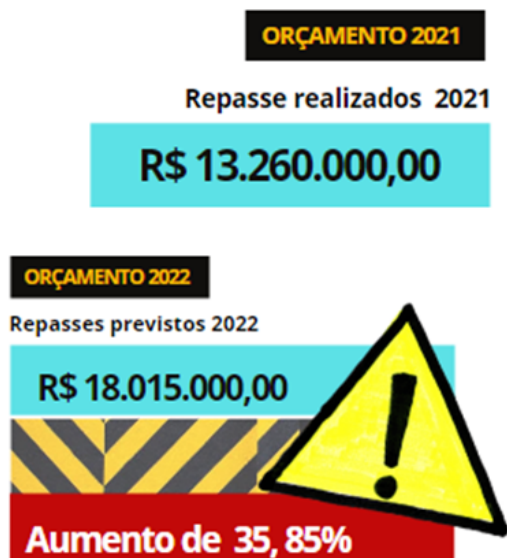 ORÇAMENTO 2021
Repasse realizados 2021
R$ 13.260.000,00
ORÇAMENTO 2022
Repasses previstos 2022
R$ 18.015.000,00
!
Aumento de 35, 85%